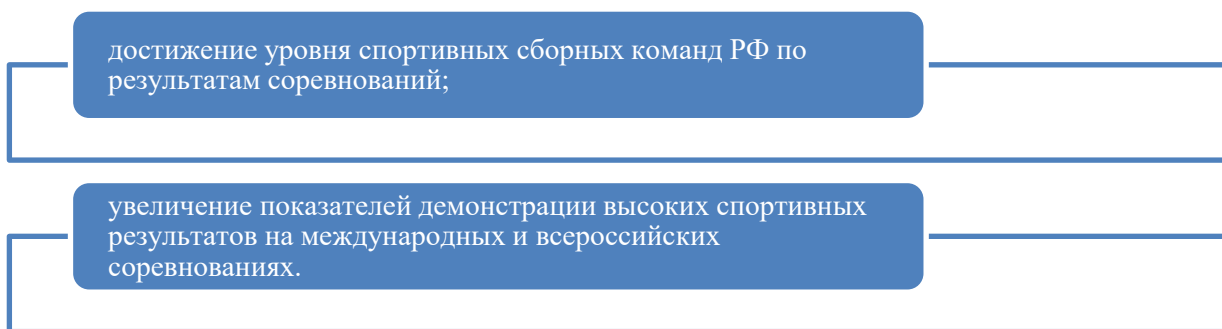 достижение уровня спортивных сборных команд РФ по
результатам соревнований;
увеличение показателей демонстрации высоких спортивных
результатов на международных и всероссийских
соревнованиях.